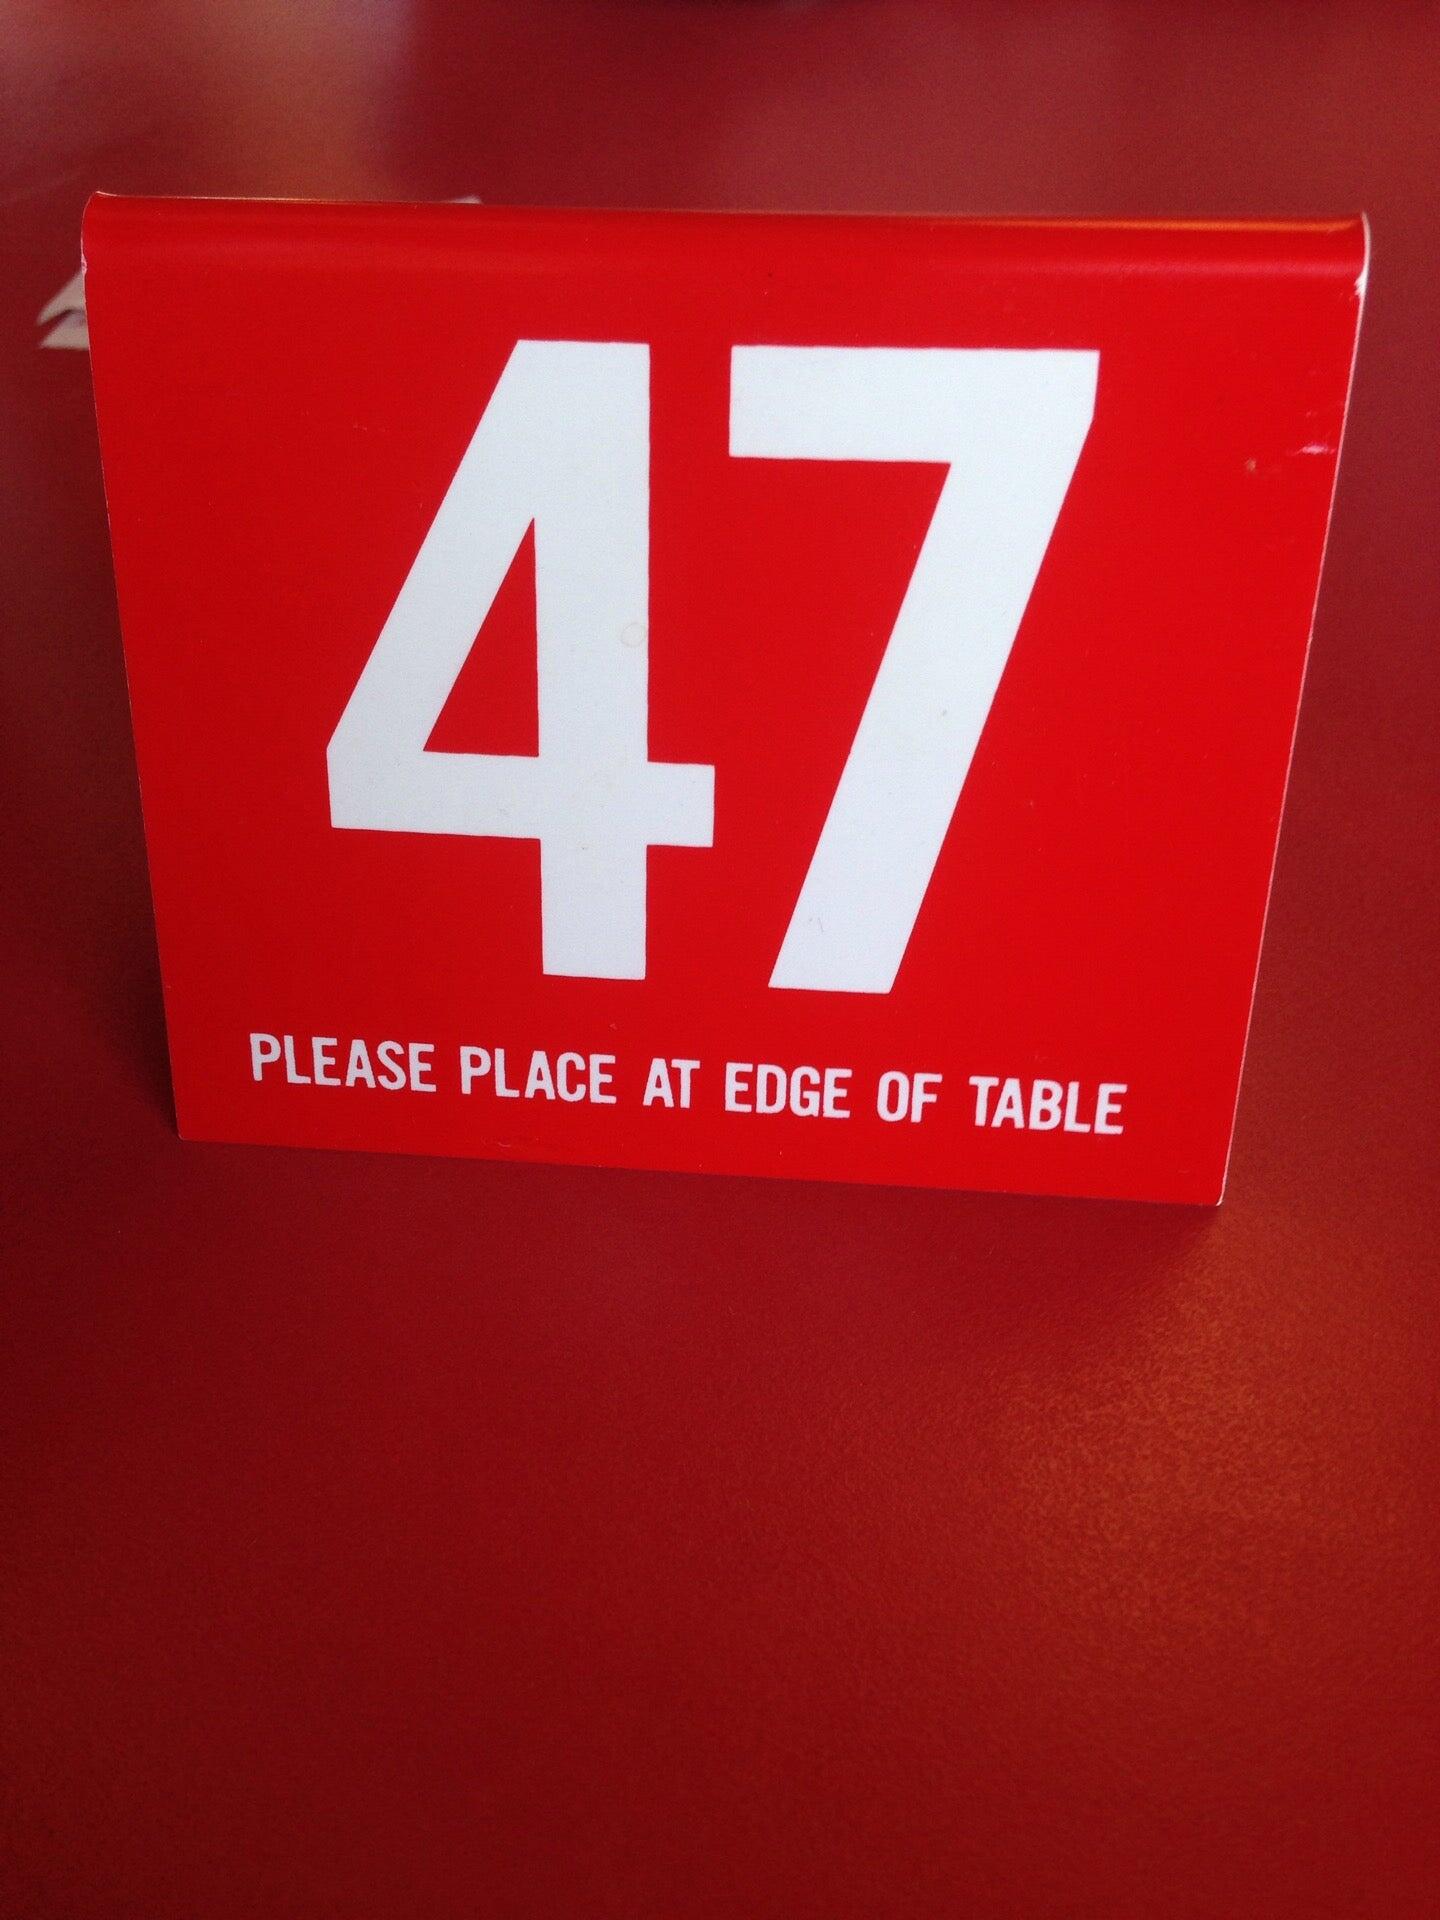 47
PLEASE PLACE AT EDGE OF TABLE